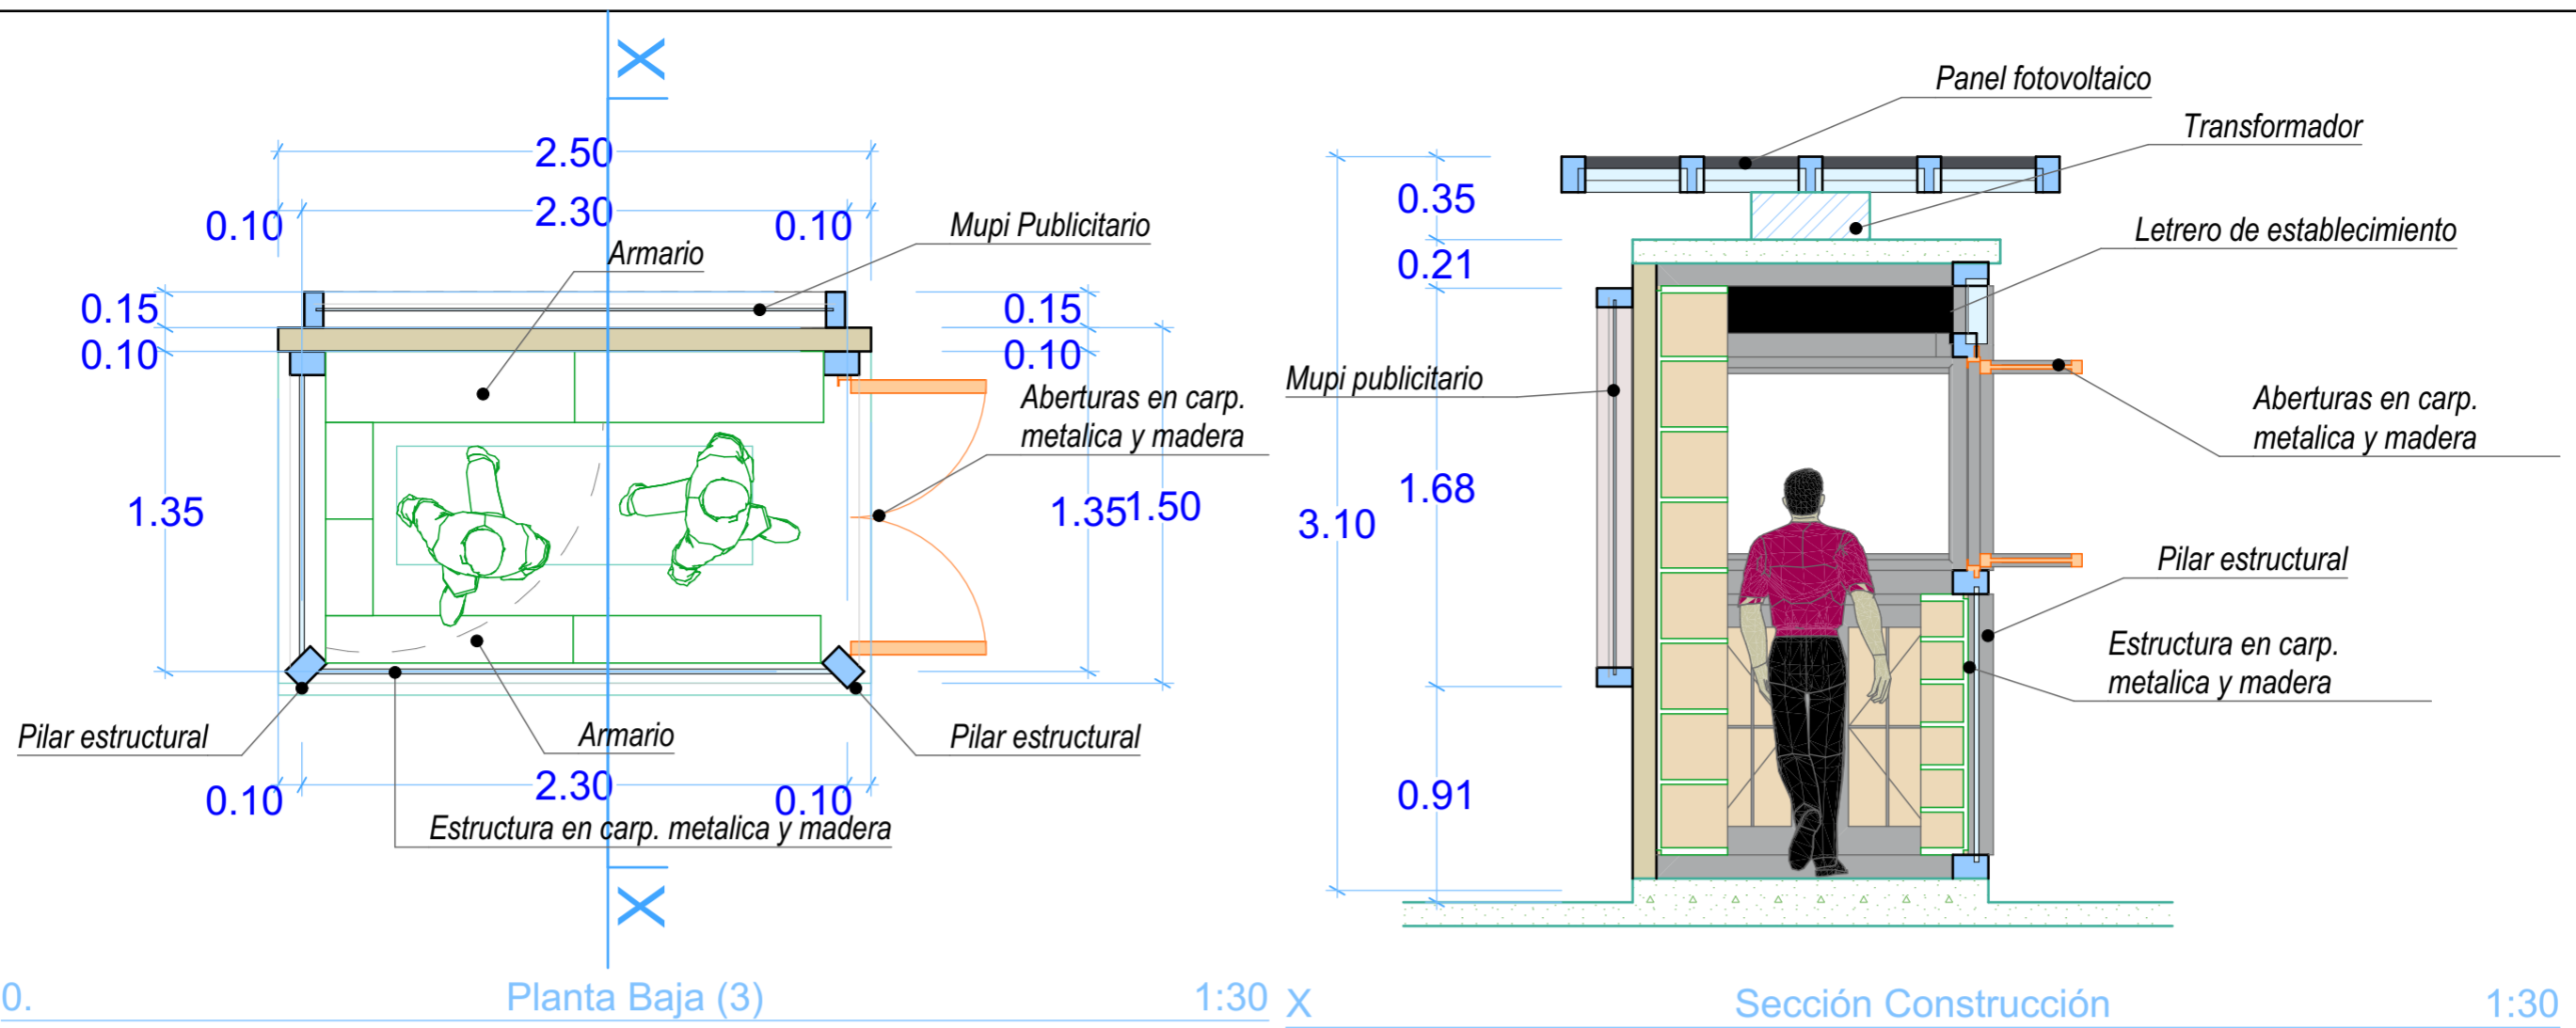 X
2.50
2.30
0.10
0.10
Mupi Publicitario
Armario
0.15
0.10
1.35
0.15
0.10
1.35
1.50
Aberturas en carp.
metalica y madera
Pilar estructural
Armario
Pilar estructural
0.10
2.30
0.10
Estructura en carp. metalica y madera
X
0.
Planta Baja (3)
1:30
Panel fotovoltaico
Transformador
Letrero de establecimiento
0.35
0.21
Mupi publicitario
1.68
3.10
0.91
Aberturas en carp.
metalica y madera
Pilar estructural
Estructura en carp.
metalica y madera
X
Sección Construcción
1:30